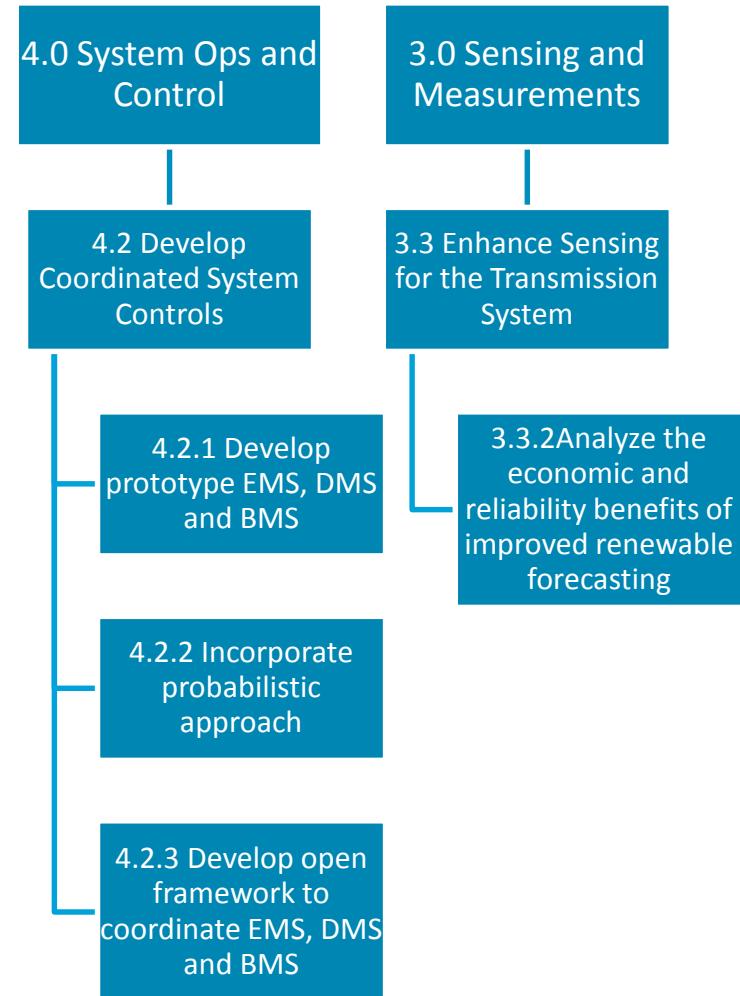 4.0 System Ops and
Control
4.2 Develop
Coordinated System
Controls
4.2.1 Develop
prototype EMS, DMS
and BMS
4.2.2 Incorporate
probabilistic
approach
4.2.3 Develop open
framework to
coordinate EMS, DMS
and BMS
3.0 Sensing and
Measurements
3.3 Enhance Sensing
for the Transmission
System
3.3.2Analyze the
economic and
reliability benefits of
improved renewable
forecasting